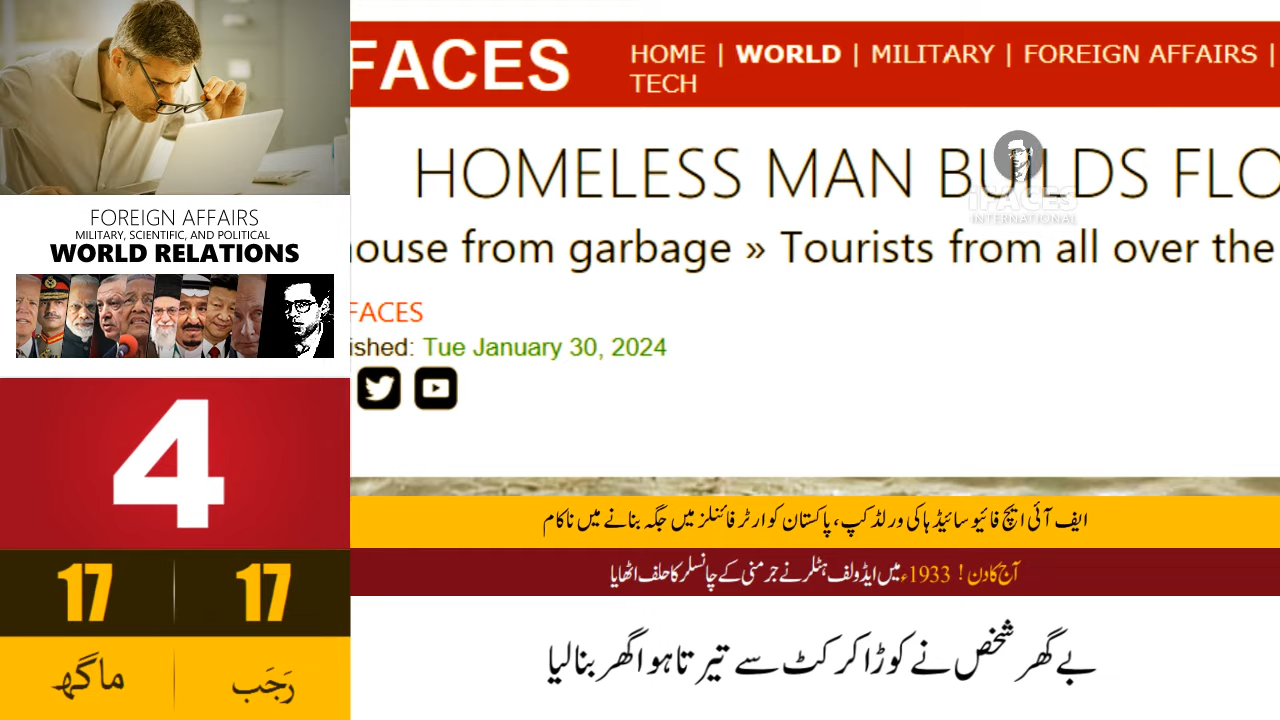 FACES
HOME | WORLD | MILITARY | FOREIGN AFFAIRS |
TECH
HOMELESS MAN BUILDS FLO
iFACES
INTERNATIONAL
ouse from garbage » Tourists from all over the
FACES
ished: Tue January 30, 2024
FOREIGN AFFAIRS
MILITARY, SCIENTIFIC, AND POLITICAL
WORLD RELATIONS
4
17 17
ماگھ رَجَب
ایف آئی ایچ فائیو سائیڈ ہاکی ورلڈ کپ، پاکستان کوارٹر فائنلز میں جگہ بنانے میں ناکام
آج کا دن ! 1933ء میں ایڈولف ہٹلر نے جرمنی کے چانسلر کا حلف اٹھایا
بے گھر شخص نے کوڑا کرکٹ سے تیرتا ہوا گھر بنا لیا